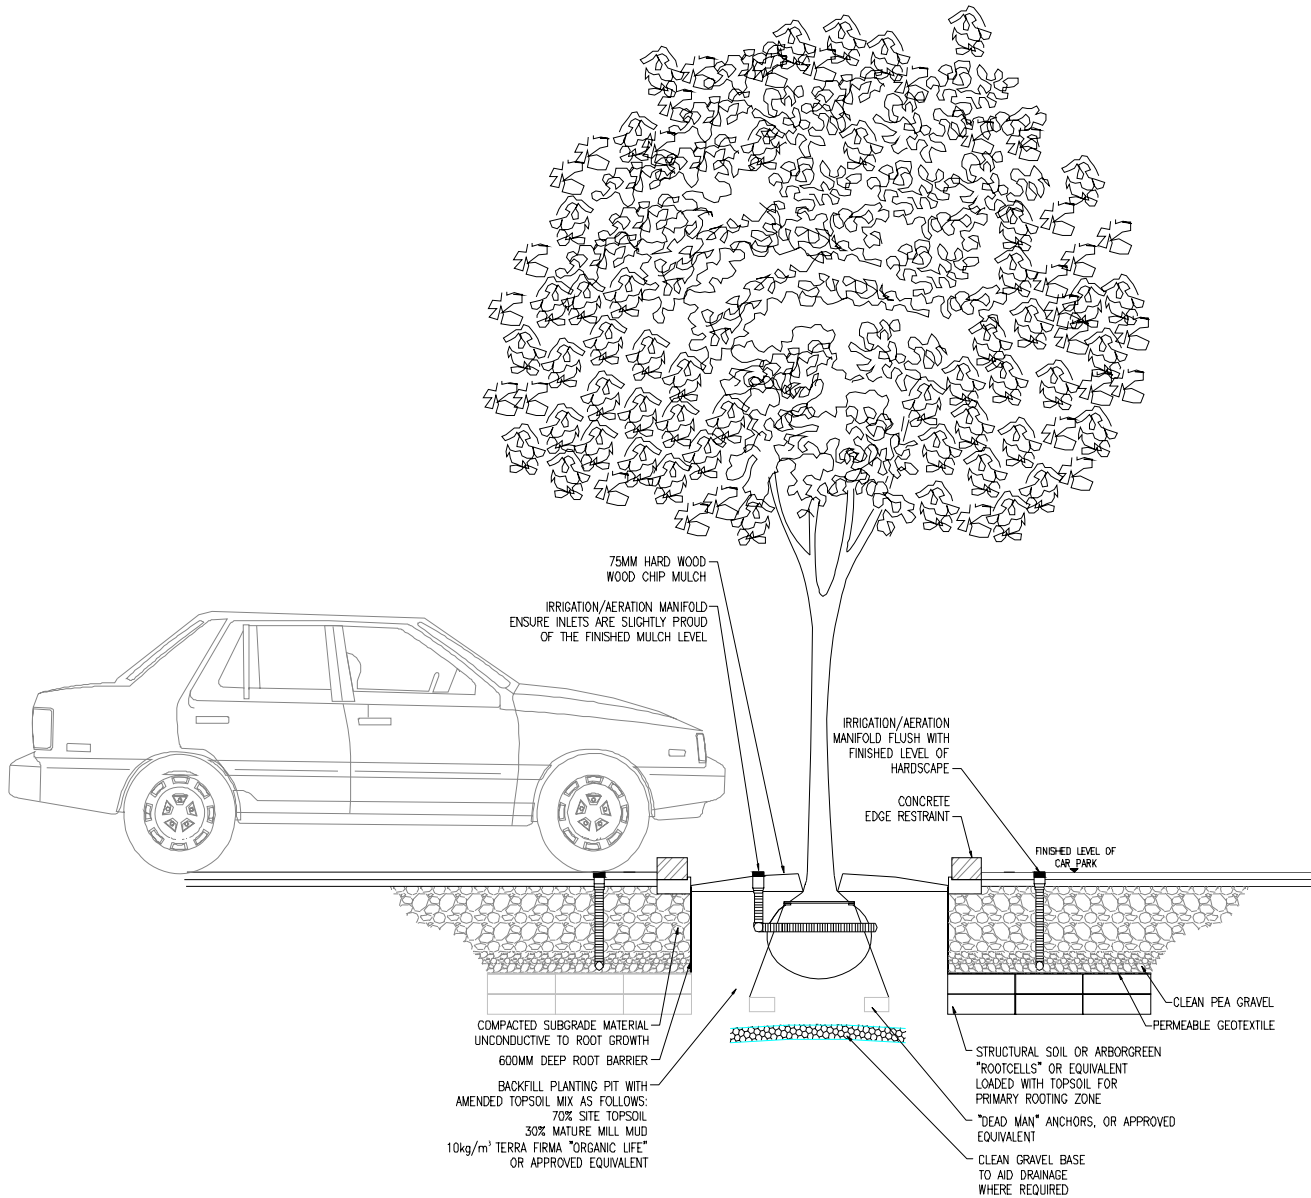 75MM HARD WOOD
WOOD CHIP MULCH
IRRIGATION/AERATION MANIFOLD
ENSURE INLETS ARE SLIGHTLY PROUD
OF THE FINISHED MULCH LEVEL
IRRIGATION/AERATION
MANIFOLD FLUSH WITH
FINISHED LEVEL OF
HARDSCAPE
CONCRETE
EDGE RESTRAINT
FINISHED LEVEL OF
CAR PARK
CLEAN PEA GRAVEL
PERMEABLE GEOTEXTILE
COMPACTED SUBGRADE MATERIAL
UNCONDUCTIVE TO ROOT GROWTH
600MM DEEP ROOT BARRIER
BACKFILL PLANTING PIT WITH
AMENDED TOPSOIL MIX AS FOLLOWS:
70% SITE TOPSOIL
30% MATURE MILL MUD
10kg/m³ TERRA FIRMA "ORGANIC LIFE"
OR APPROVED EQUIVALENT
STRUCTURAL SOIL OR ARBORGREEN
"ROOTCELLS" OR EQUIVALENT
LOADED WITH TOPSOIL FOR
PRIMARY ROOTING ZONE
"DEAD MAN" ANCHORS, OR APPROVED
EQUIVALENT
CLEAN GRAVEL BASE
TO AID DRAINAGE
WHERE REQUIRED